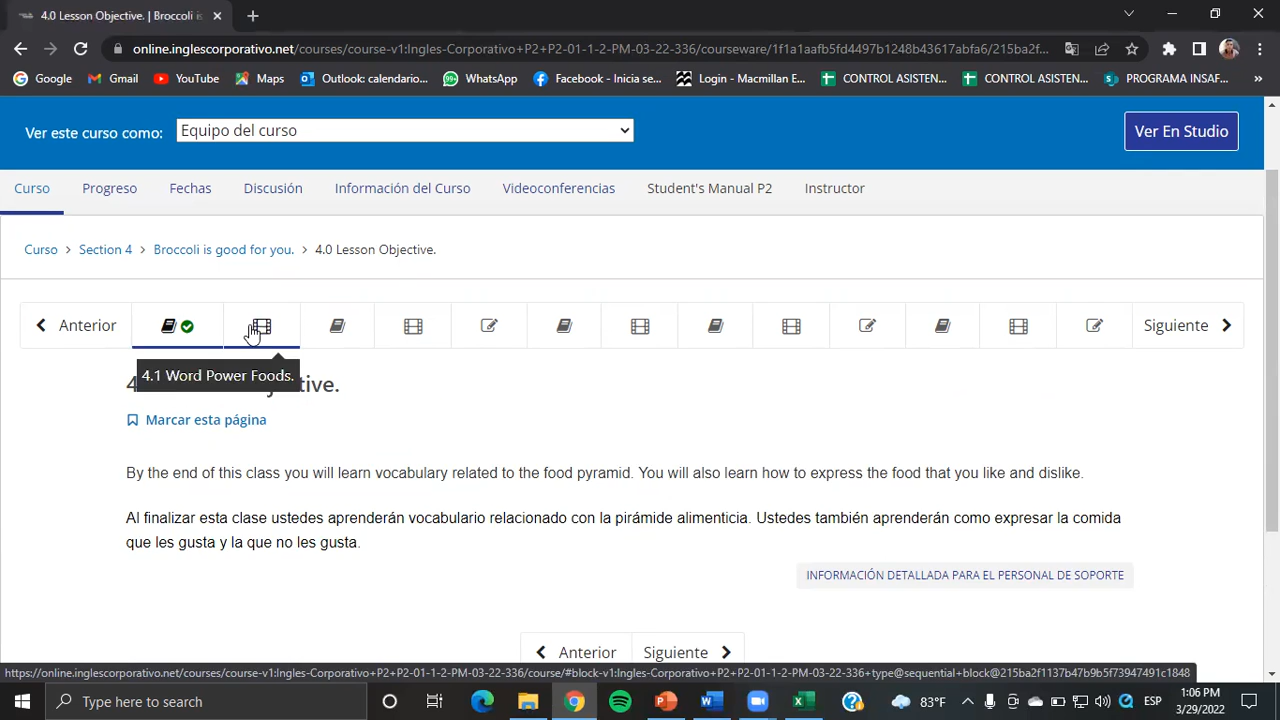 4.0 Lesson Objective. | Broccoli is
online.inglescorporativo.net/courses/course-v1:Ingles-Corporativo+P2+P2-01-1-2-PM-03-22-336/courseware/1f1a1aafb5fd4497b1248b43617abfa6/215ba2f...
Google Gmail YouTube Maps Outlook: calendario... WhatsApp Facebook - Inicia se... Login - Macmillan E... CONTROL ASISTEN... CONTROL ASISTEN... PROGRAMA INSAF... »
Ver este curso como: Equipo del curso Ver En Studio
Curso Progreso Fechas Discusión Información del Curso Videoconferencias Student's Manual P2 Instructor
Curso > Section 4 > Broccoli is good for you. > 4.0 Lesson Objective.
Anterior Siguiente
4.1 Word Power Foods.
Marcar esta página
By the end of this class you will learn vocabulary related to the food pyramid. You will also learn how to express the food that you like and dislike.
Al finalizar esta clase ustedes aprenderán vocabulario relacionado con la pirámide alimenticia. Ustedes también aprenderán como expresar la comida
que les gusta y la que no les gusta.
INFORMACIÓN DETALLADA PARA EL PERSONAL DE SOPORTE
Anterior Siguiente
https://online.inglescorporativo.net/courses/course-v1:Ingles-Corporativo+P2+P2-01-1-2-PM-03-22-336/course/#block-v1:Ingles-Corporativo+P2+P2-01-1-2-PM-03-22-336+type@sequential+block@215ba2f1137b47b9b5f73947491c1848
Type here to search 83°F ESP 1:06 PM
3/29/2022